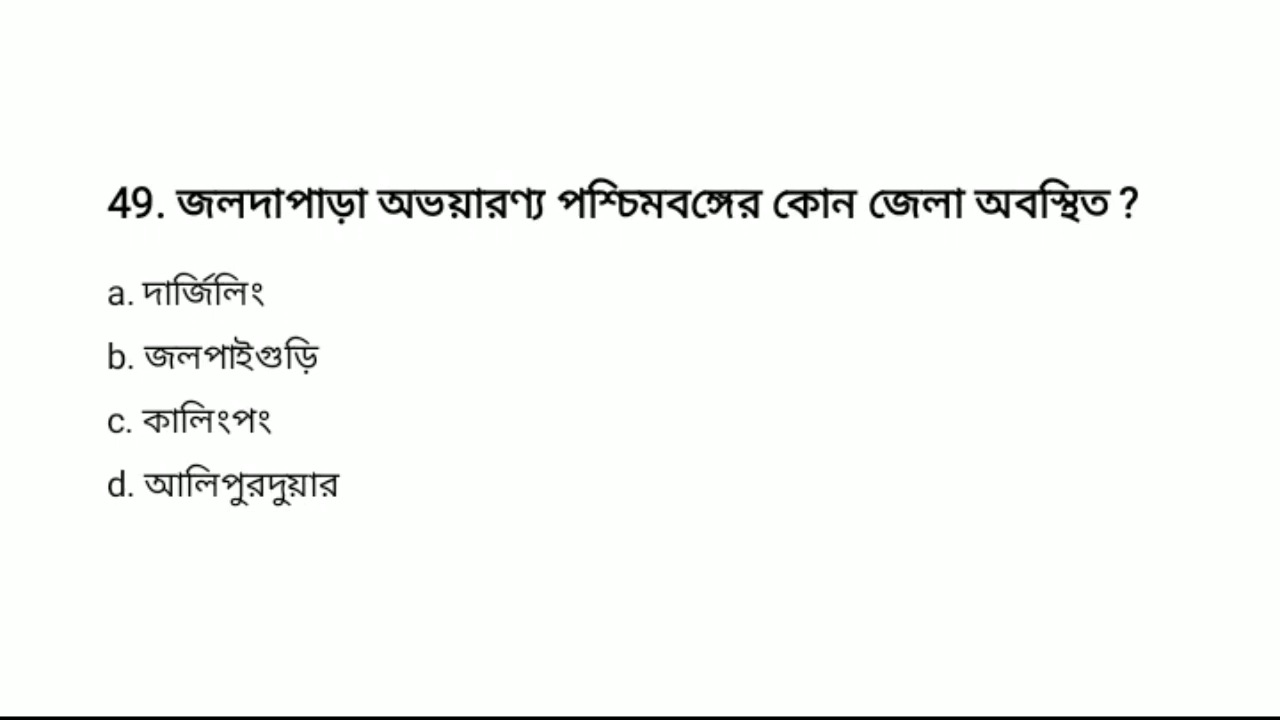 49. জলদাপাড়া অভয়ারণ্য পশ্চিমবঙ্গের কোন জেলা অবস্থিত ?
a. দার্জিলিং
b. জলপাইগুড়ি
c. কালিংপং
d. আলিপুরদুয়ার